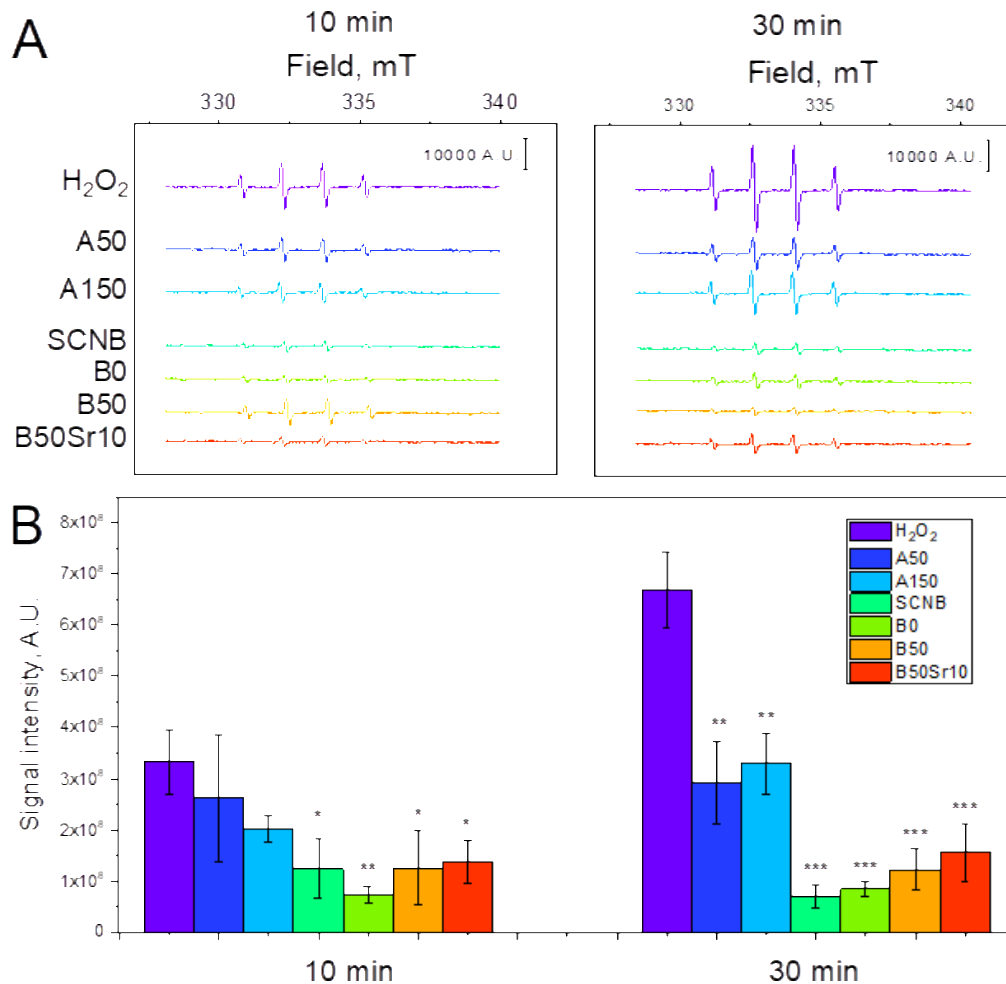 A
10 min
30 min
Field, mT
Field, mT
330 335 340
330 335 340
10000 A.U.
10000 A.U.
H₂O₂
A50
A150
SCNB
B0
B50
B50Sr10
B
Signal intensity, A.U.
8x10⁸
7x10⁸
6x10⁸
5x10⁸
4x10⁸
3x10⁸
2x10⁸
1x10⁸
0
H₂O₂
A50
A150
SCNB
B0
B50
B50Sr10
* ** * *
** ** *** *** *** ***
10 min
30 min